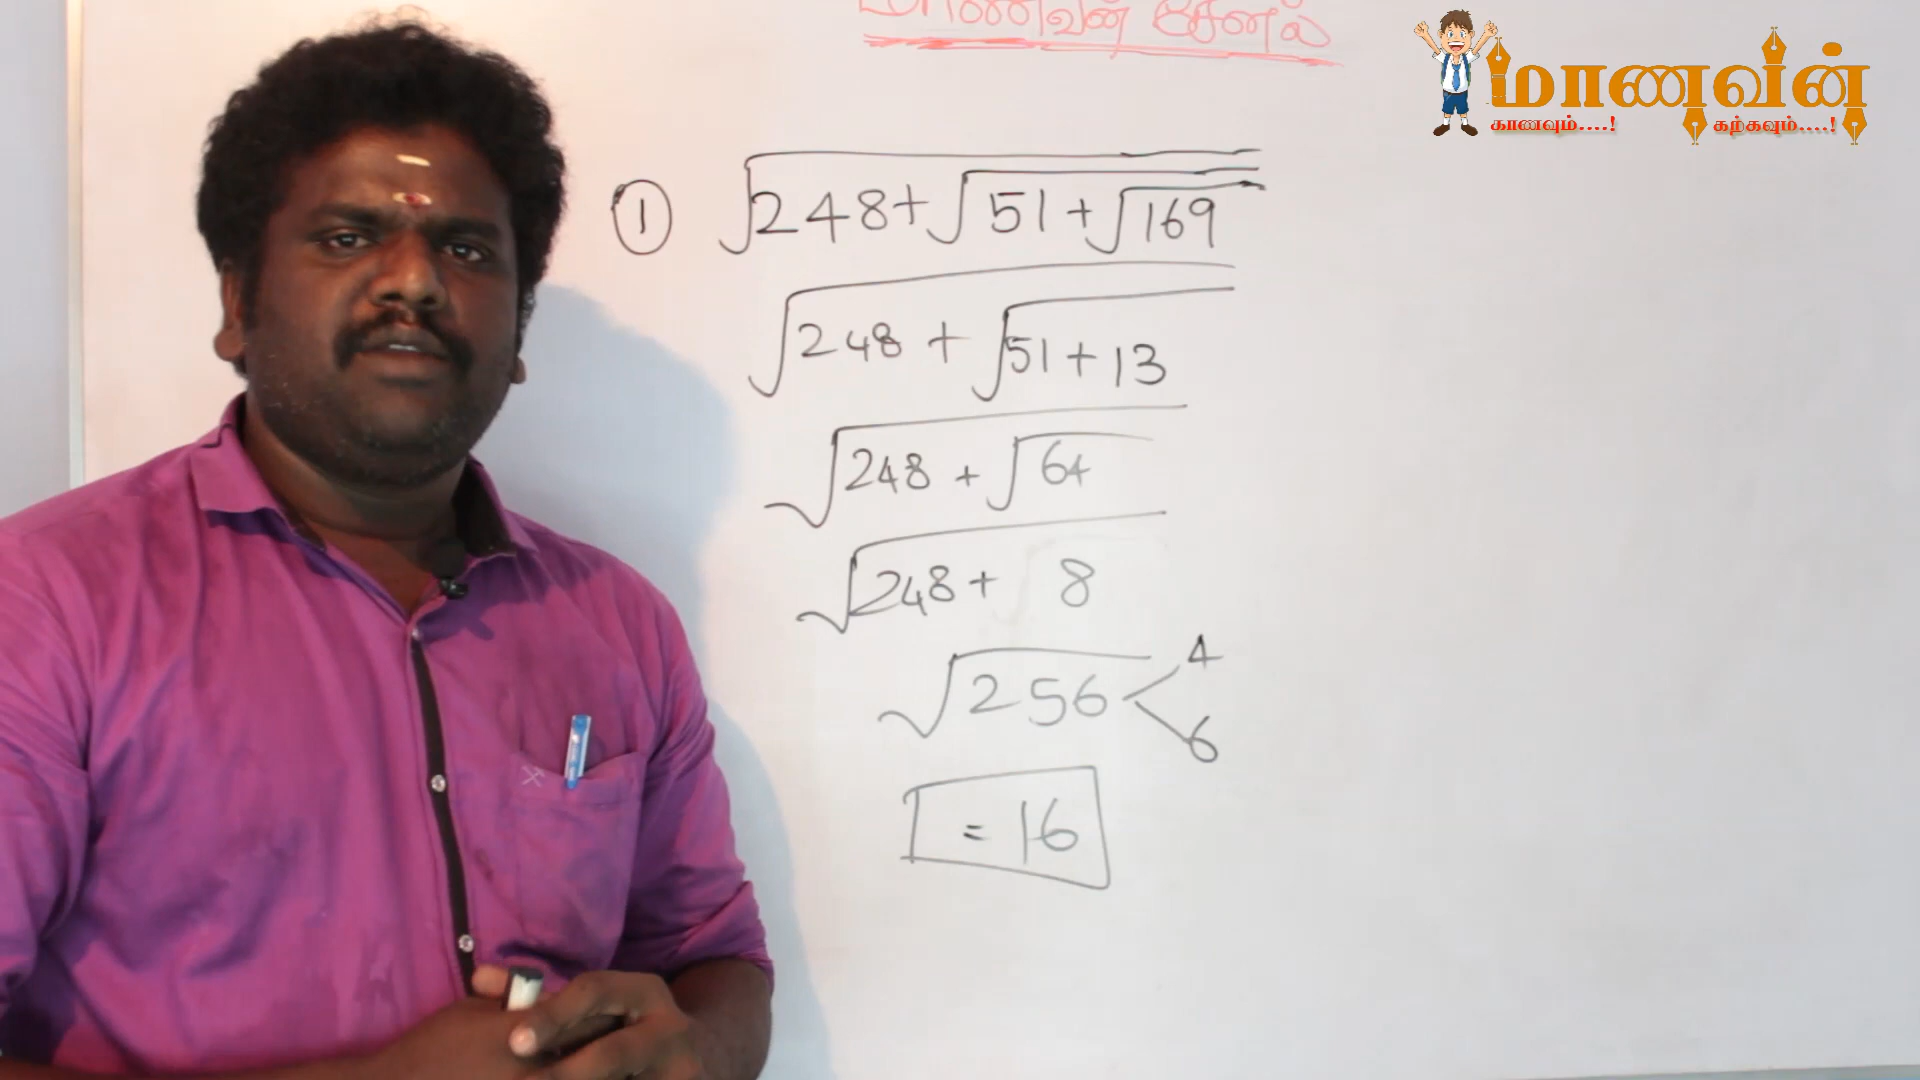 மாணவன் சேனல்
மாணவன்
காணவும்....! கற்கவும்....!
① √(248+√(51+√169))
√(248+√(51+13))
√(248+√64)
√(248+ 8)
√256 < 4 6
= 16